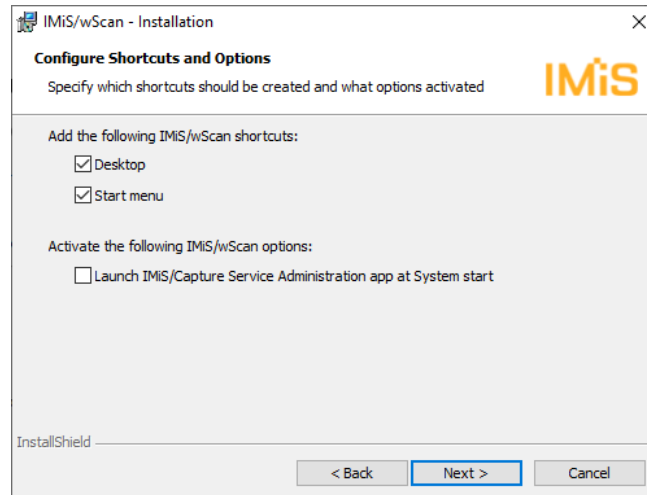 IMiS/wScan - Installation
Configure Shortcuts and Options
Specify which shortcuts should be created and what options activated
IMiS
Add the following IMiS/wScan shortcuts:
Desktop
Start menu
Activate the following IMiS/wScan options:
Launch IMiS/Capture Service Administration app at System start
InstallShield
< Back Next > Cancel